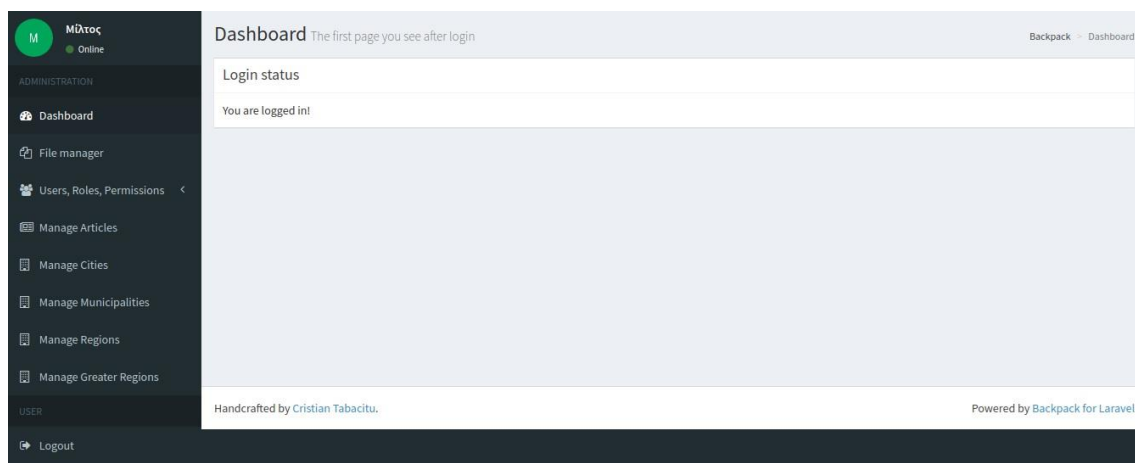 M
Μίλτος
Online
ADMINISTRATION
Dashboard
File manager
Users, Roles, Permissions
Manage Articles
Manage Cities
Manage Municipalities
Manage Regions
Manage Greater Regions
USER
Logout
Dashboard The first page you see after login
Backpack > Dashboard
Login status
You are logged in!
Handcrafted by Cristian Tabacitu.
Powered by Backpack for Laravel